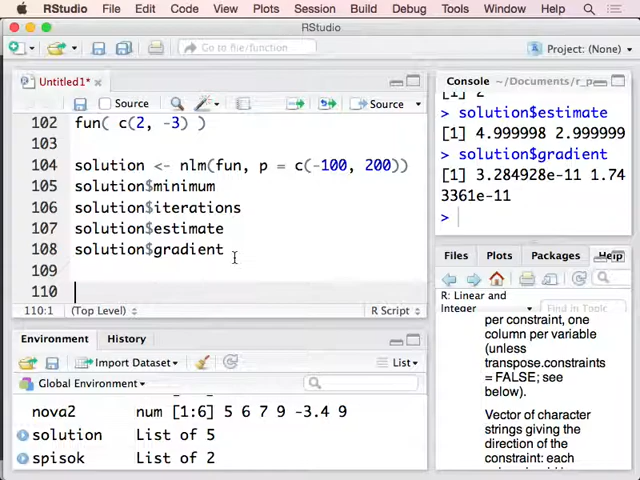 RStudio File Edit Code View Plots Session Build Debug Tools Window Help
RStudio
Go to file/function
Project: (None)
Untitled1*
Source
Source
102 fun( c(2, -3) )
103
104 solution <- nlm(fun, p = c(-100, 200))
105 solution$minimum
106 solution$iterations
107 solution$estimate
108 solution$gradient
109
110
110:1 (Top Level) R Script
Environment History
Import Dataset
List
Global Environment
nova2 num [1:6] 5 6 7 9 -3.4 9
solution List of 5
spisok List of 2
Console ~/Documents/r_p
[1] 2
> solution$estimate
[1] 4.999998 2.999999
> solution$gradient
[1] 3.284928e-11 1.74
3361e-11
>
Files Plots Packages Help
R: Linear and
Integer
Find in Topic
per constraint, one
column per variable
(unless
transpose.constraints
= FALSE; see
below).
Vector of character
strings giving the
direction of the
constraint: each